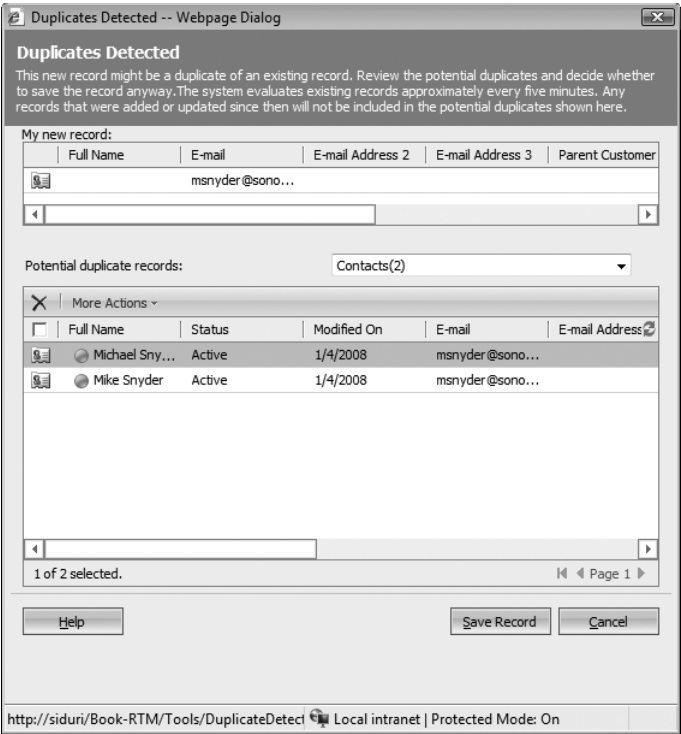 Duplicates Detected -- Webpage Dialog
Duplicates Detected
This new record might be a duplicate of an existing record. Review the potential duplicates and decide whether
to save the record anyway.The system evaluates existing records approximately every five minutes. Any
records that were added or updated since then will not be included in the potential duplicates shown here.
My new record:
Full Name E-mail E-mail Address 2 E-mail Address 3 Parent Customer
msnyder@sono...
Potential duplicate records: Contacts(2)
More Actions
Full Name Status Modified On E-mail E-mail Address
Michael Sny... Active 1/4/2008 msnyder@sono...
Mike Snyder Active 1/4/2008 msnyder@sono...
1 of 2 selected. Page 1
Help Save Record Cancel
http://siduri/Book-RTM/Tools/DuplicateDetect Local intranet | Protected Mode: On